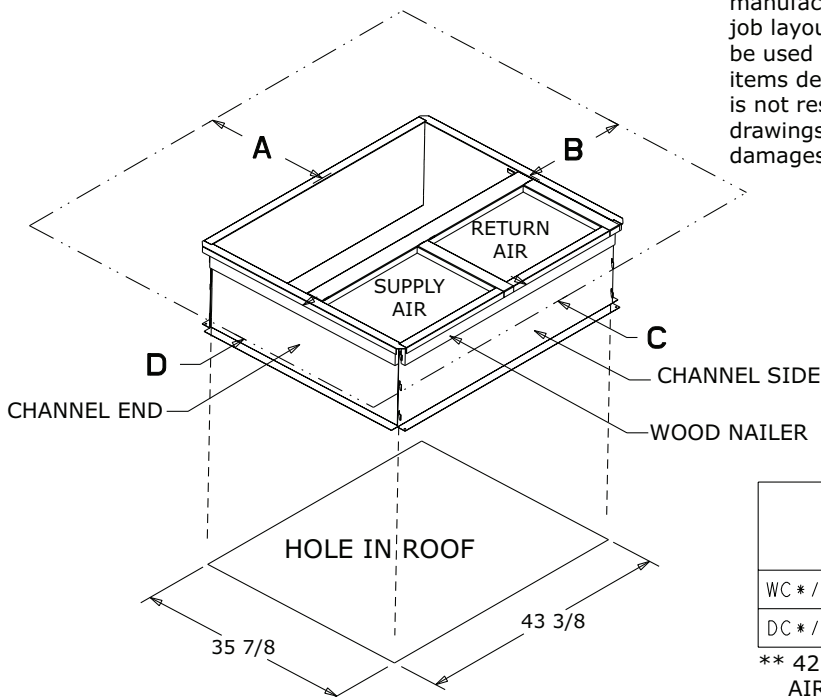 manufac
job layou
be used
items de
is not res
drawings
damages
A
B
RETURN
AIR
SUPPLY
AIR
C
D
CHANNEL SIDE
CHANNEL END
WOOD NAILER
HOLE IN ROOF
35 7/8
43 3/8
WC * /
DC * /
** 42
AIR